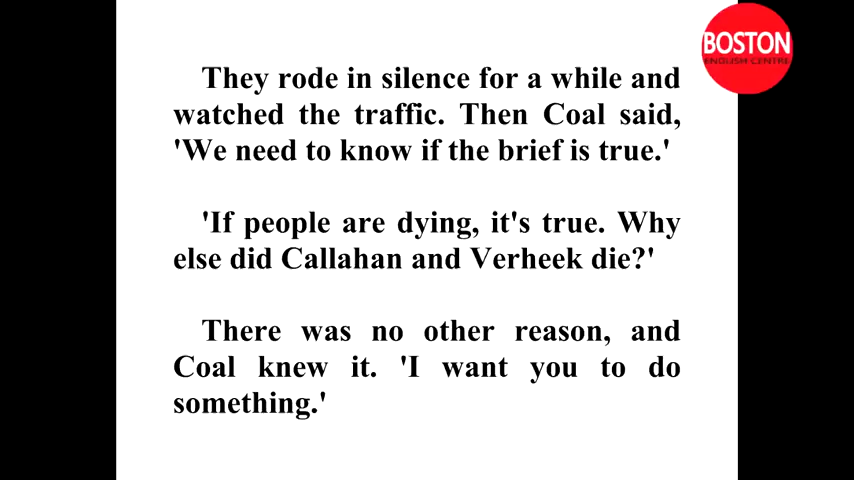 BOSTON
ENGLISH CENTRE
They rode in silence for a while and
watched the traffic. Then Coal said,
'We need to know if the brief is true.'
'If people are dying, it's true. Why
else did Callahan and Verheek die?'
There was no other reason, and
Coal knew it. 'I want you to do
something.'